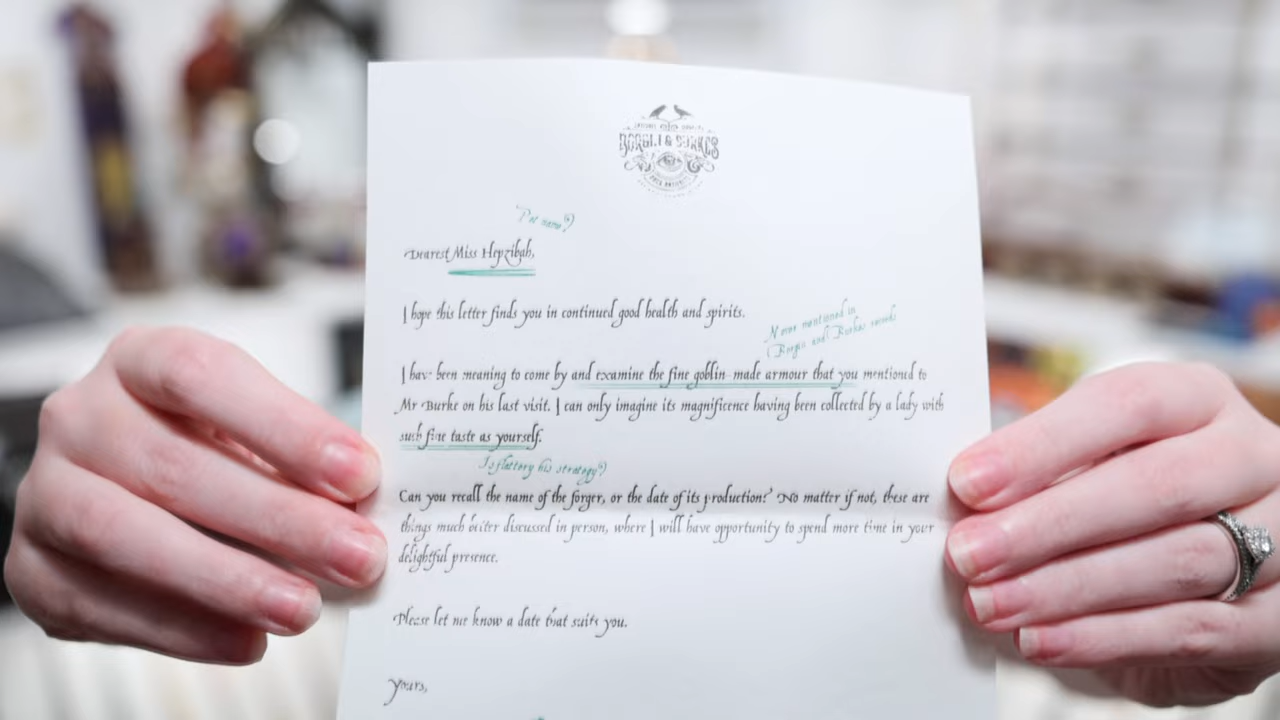 BORGIN & BURKES
Pet name?
Dearest Miss Hepzibah,
I hope this letter finds you in continued good health and spirits.
Never mentioned in
(Borgin and) Burkes records
I have been meaning to come by and examine the fine goblin-made armour that you mentioned to
Mr Burke on his last visit. I can only imagine its magnificence having been collected by a lady with
such fine taste as yourself.
Is flattery his strategy?
Can you recall the name of the forger, or the date of its production? No matter if not, these are
things much better discussed in person, where I will have opportunity to spend more time in your
delightful presence.
Please let me know a date that suits you.
Yours,